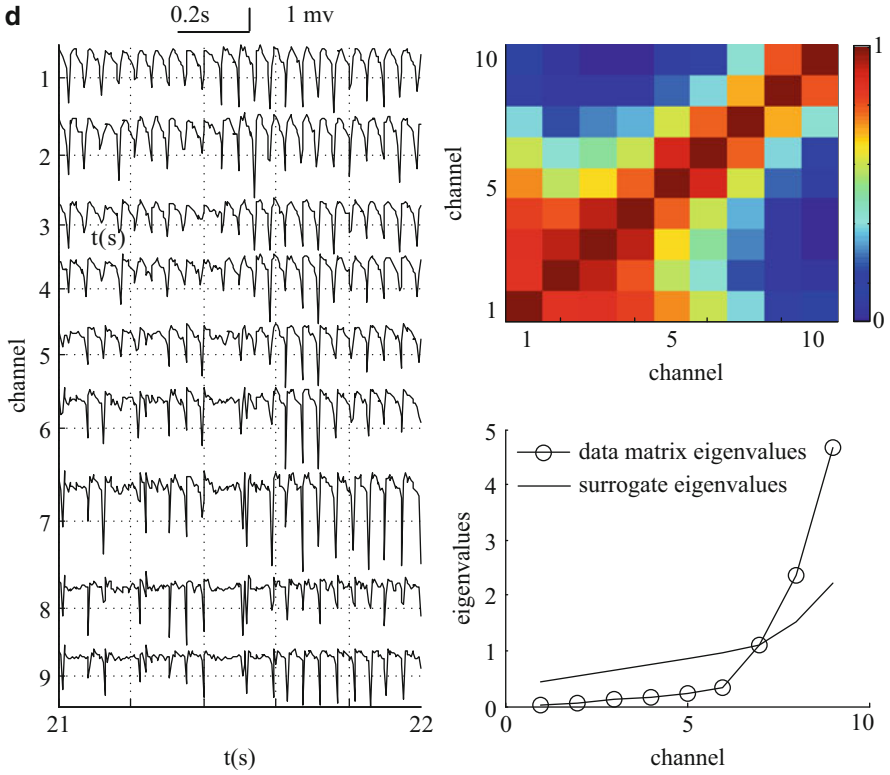 d
0.2s
1 mv
channel
1
2
3
t(s)
4
5
6
7
8
9
21
22
t(s)
channel
10
5
1
1
5
10
channel
1
0
eigenvalues
5
4
3
2
1
0
data matrix eigenvalues
surrogate eigenvalues
0
5
10
channel